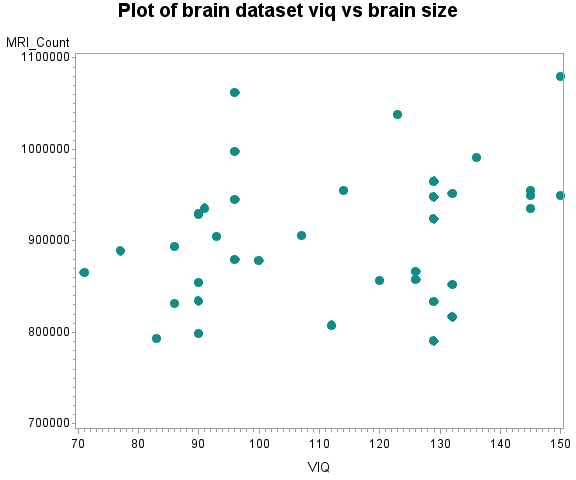 Plot of brain dataset viq vs brain size
MRI_Count
1100000
1000000
900000
800000
700000
70 80 90 100 110 120 130 140 150
VIQ